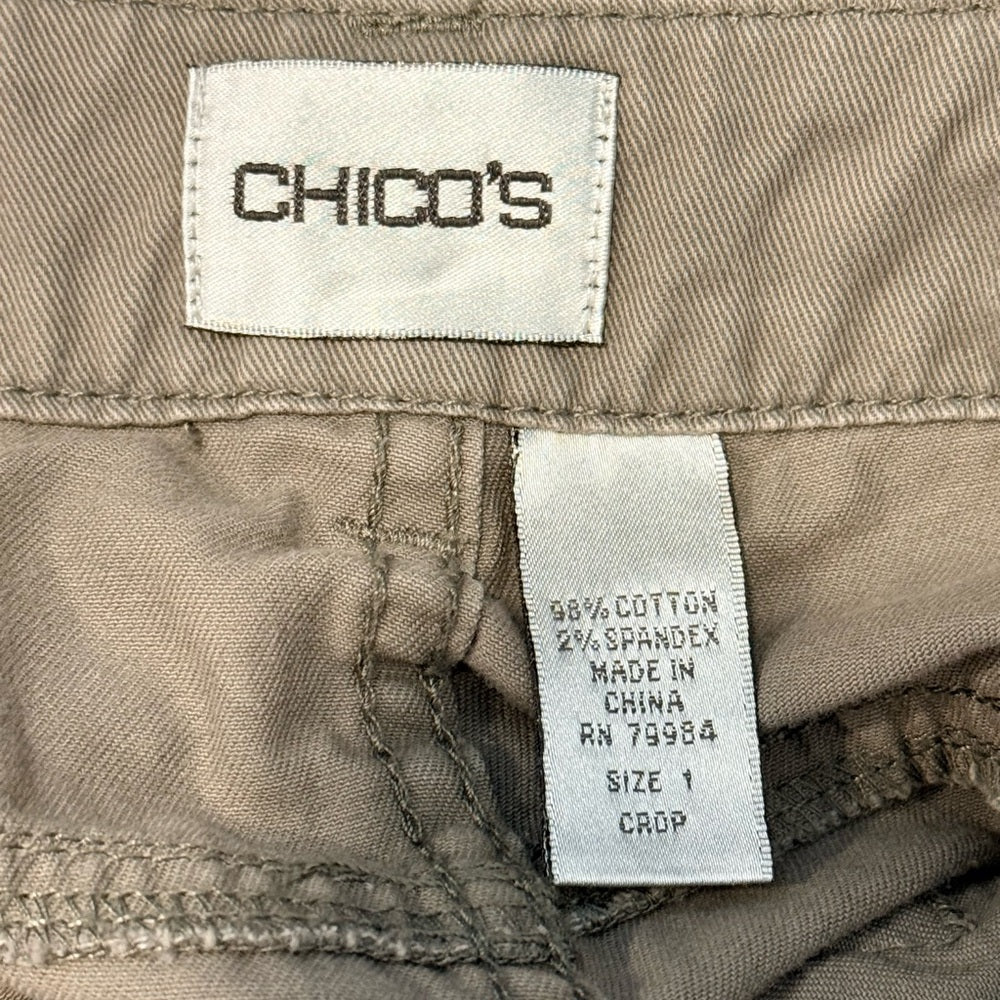 CHICO'S
98% COTTON
2% SPANDEX
MADE IN
CHINA
RN 79984
SIZE 1
CROP